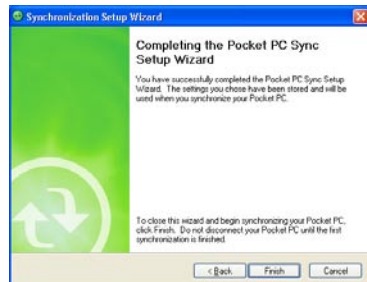 Synchronization Setup Wizard
Completing the Pocket PC Sync
Setup Wizard
You have successfully completed the Pocket PC Sync Setup
Wizard. The settings you chose have been stored and will be
used when you synchronize your Pocket PC.
To close this wizard and begin synchronizing your Pocket PC,
click Finish. Do not disconnect your Pocket PC until the first
synchronization is finished.
< Back Finish Cancel